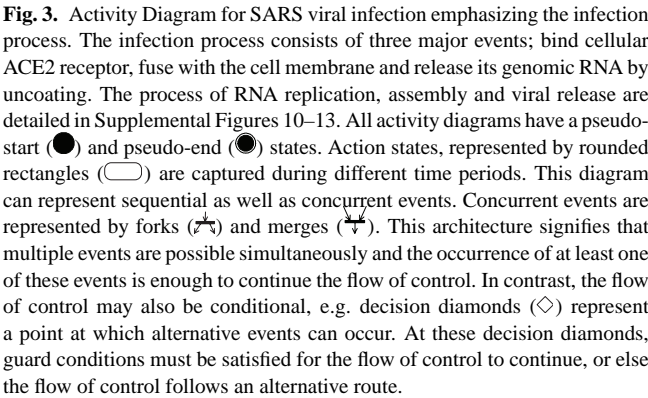 Fig. 3. Activity Diagram for SARS viral infection emphasizing the infection
process. The infection process consists of three major events; bind cellular
ACE2 receptor, fuse with the cell membrane and release its genomic RNA by
uncoating. The process of RNA replication, assembly and viral release are
detailed in Supplemental Figures 10–13. All activity diagrams have a pseudo-
start (●) and pseudo-end (◉) states. Action states, represented by rounded
rectangles () are captured during different time periods. This diagram
can represent sequential as well as concurrent events. Concurrent events are
represented by forks () and merges (). This architecture signifies that
multiple events are possible simultaneously and the occurrence of at least one
of these events is enough to continue the flow of control. In contrast, the flow
of control may also be conditional, e.g. decision diamonds (◇) represent
a point at which alternative events can occur. At these decision diamonds,
guard conditions must be satisfied for the flow of control to continue, or else
the flow of control follows an alternative route.